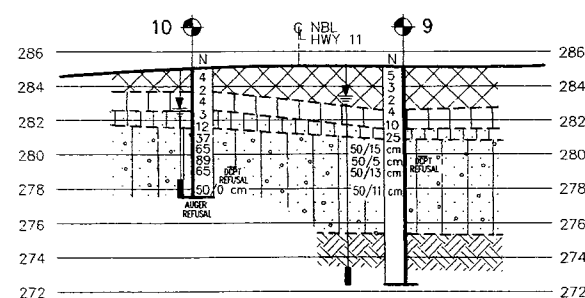 10
℄ NBL
HWY 11
9
286
284
282
280
278
276
274
272
N
4
2
4
3
12
37
65
89
65
50/0 cm
DCPT
REFUSAL
AUGER
REFUSAL
N
5
3
2
4
10
25
50/15 cm
50/5 cm
50/13 cm
50/11 cm
DCPT
REFUSAL
286
284
282
280
278
276
274
272